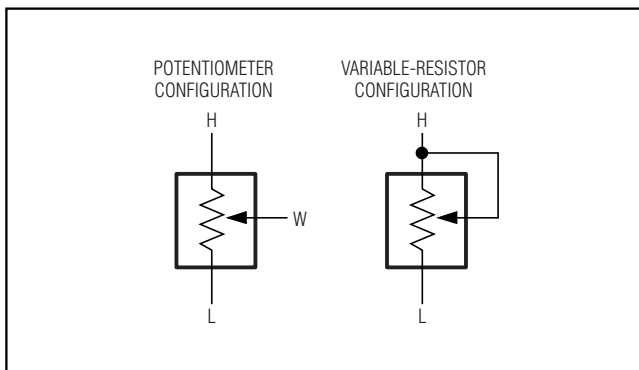 POTENTIOMETER
CONFIGURATION
H
W
L
VARIABLE-RESISTOR
CONFIGURATION
H
L